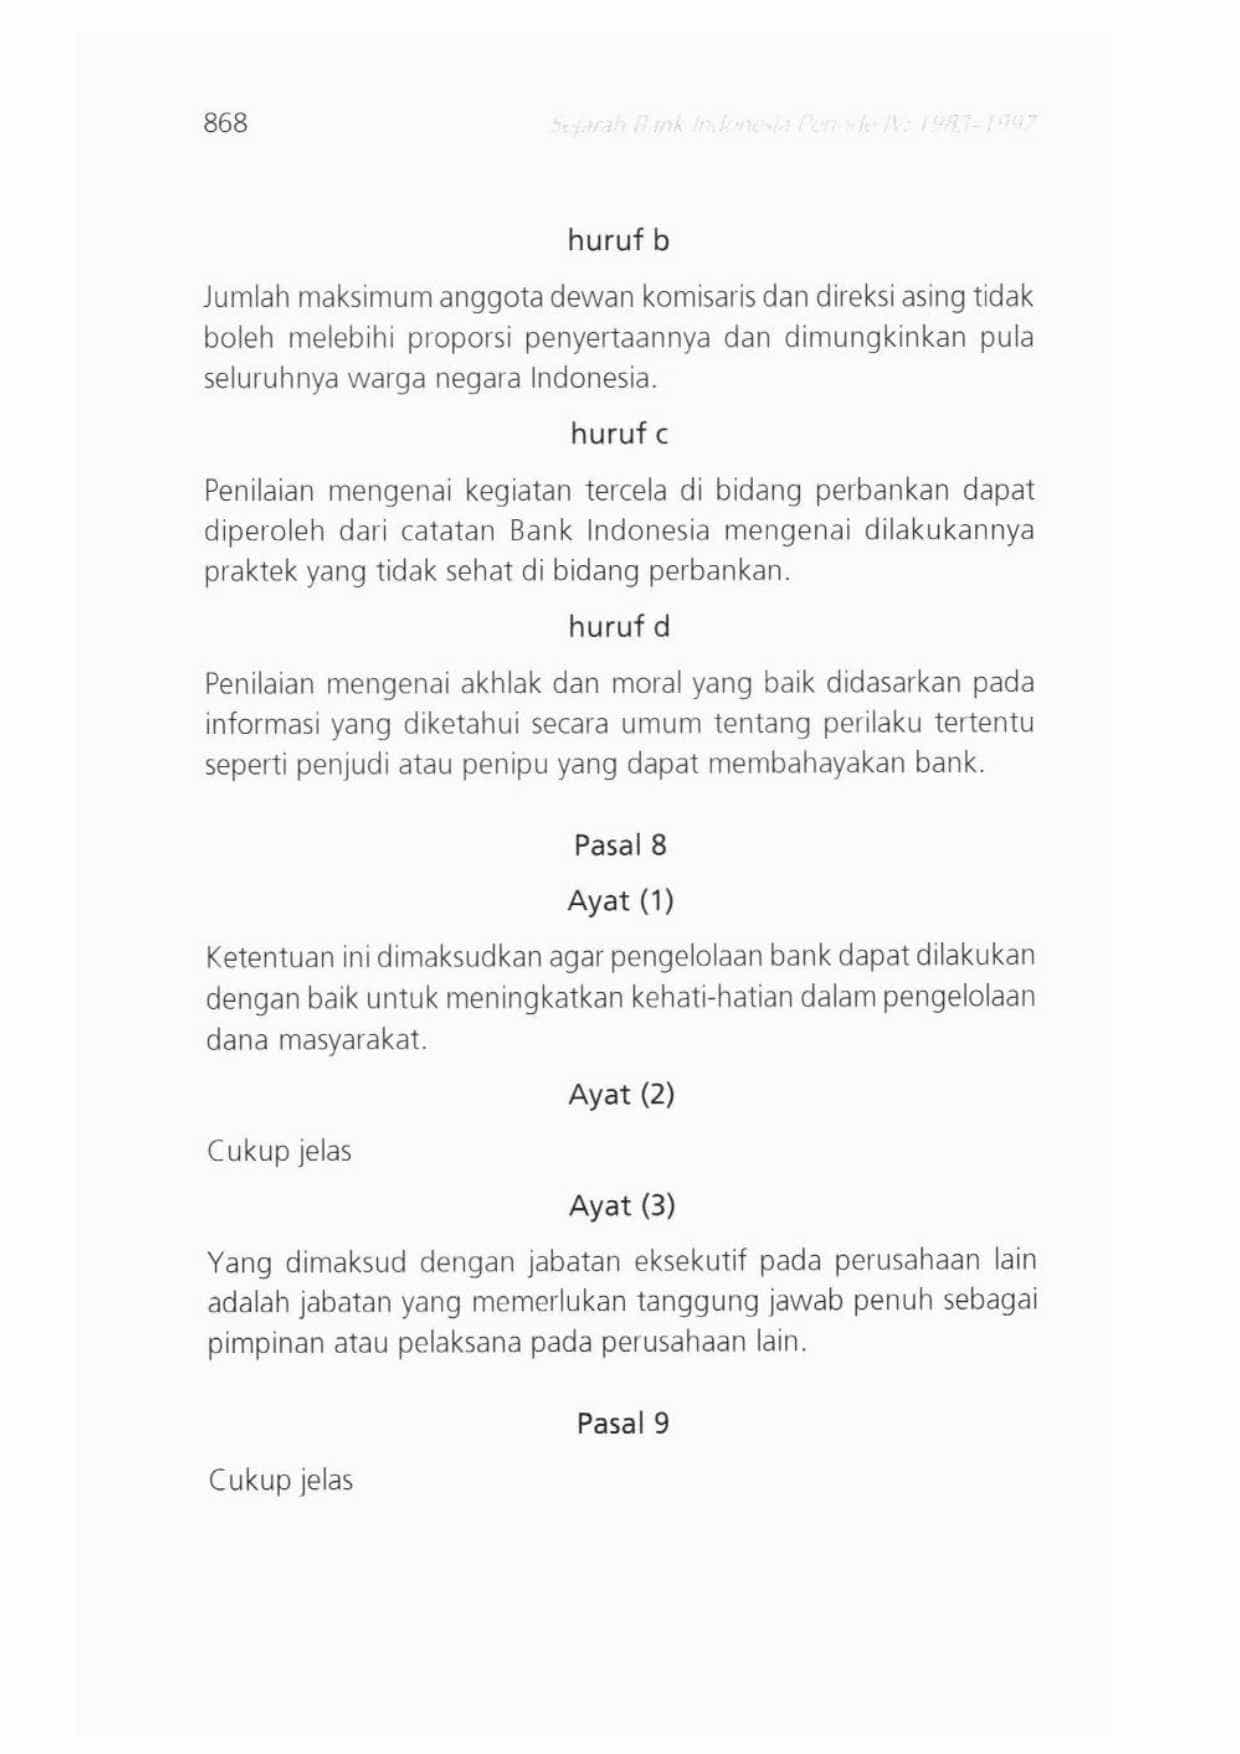 868 Sejarah Bank Indonesia Periode IV: 1983-1997
huruf b
Jumlah maksimum anggota dewan komisaris dan direksi asing tidak
boleh melebihi proporsi penyertaannya dan dimungkinkan pula
seluruhnya warga negara Indonesia.
huruf c
Penilaian mengenai kegiatan tercela di bidang perbankan dapat
diperoleh dari catatan Bank Indonesia mengenai dilakukannya
praktek yang tidak sehat di bidang perbankan.
huruf d
Penilaian mengenai akhlak dan moral yang baik didasarkan pada
informasi yang diketahui secara umum tentang perilaku tertentu
seperti penjudi atau penipu yang dapat membahayakan bank.
Pasal 8
Ayat (1)
Ketentuan ini dimaksudkan agar pengelolaan bank dapat dilakukan
dengan baik untuk meningkatkan kehati-hatian dalam pengelolaan
dana masyarakat.
Ayat (2)
Cukup jelas
Ayat (3)
Yang dimaksud dengan jabatan eksekutif pada perusahaan lain
adalah jabatan yang memerlukan tanggung jawab penuh sebagai
pimpinan atau pelaksana pada perusahaan lain.
Pasal 9
Cukup jelas